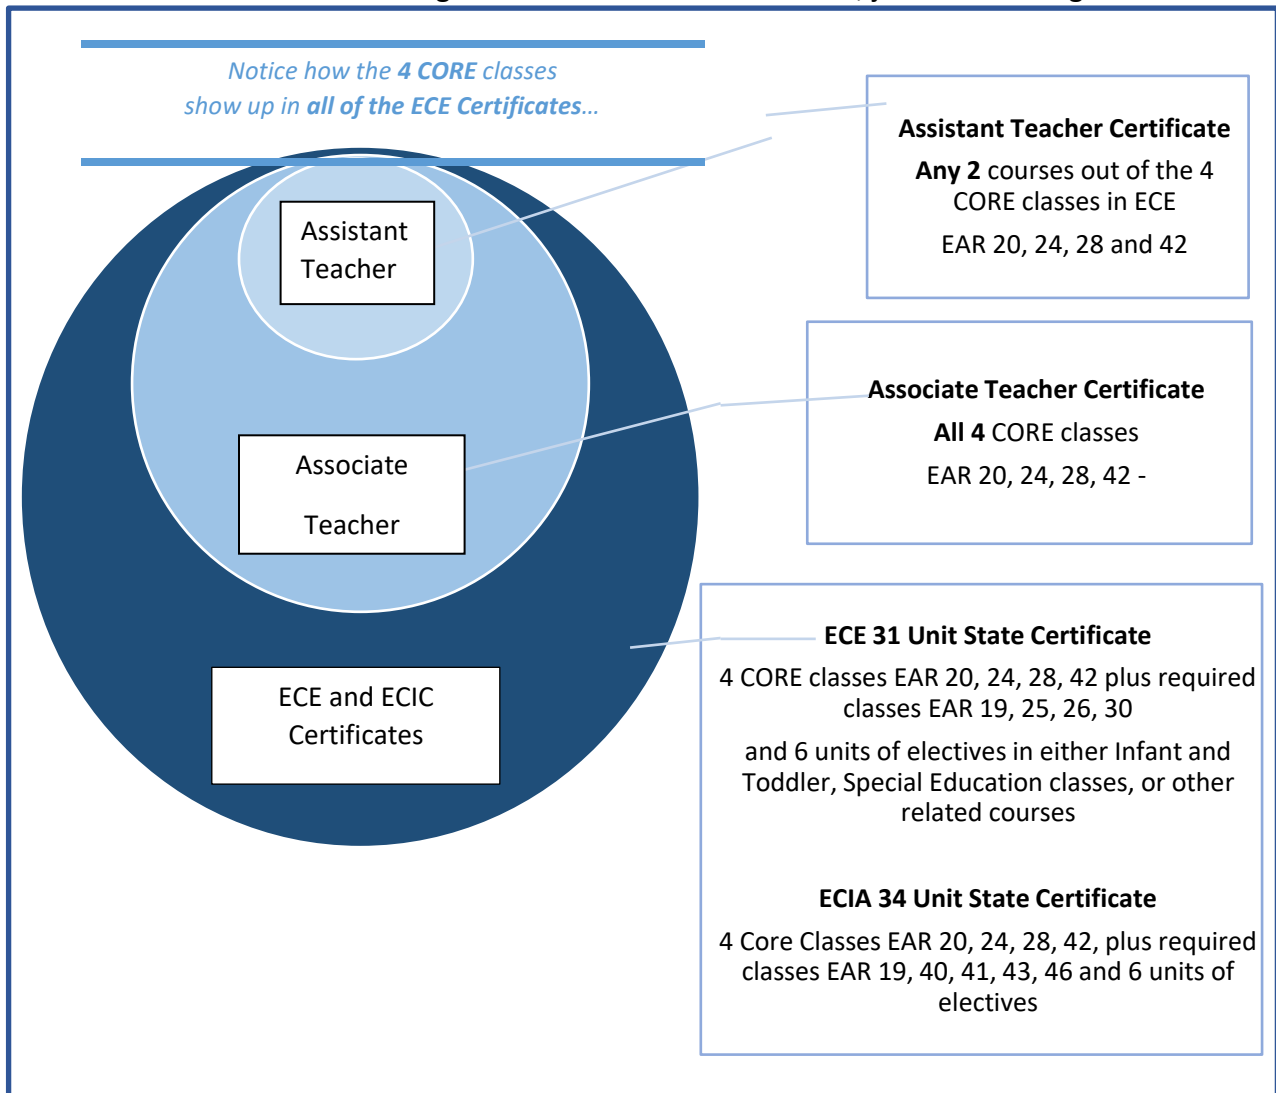 Notice how the 4 CORE classes
show up in all of the ECE Certificates...
Assistant
Teacher
Associate
Teacher
ECE and ECIC
Certificates
Assistant Teacher Certificate
Any 2 courses out of the 4
CORE classes in ECE
EAR 20, 24, 28 and 42
Associate Teacher Certificate
All 4 CORE classes
EAR 20, 24, 28, 42 -
ECE 31 Unit State Certificate
4 CORE classes EAR 20, 24, 28, 42 plus required
classes EAR 19, 25, 26, 30
and 6 units of electives in either Infant and
Toddler, Special Education classes, or other
related courses
ECIA 34 Unit State Certificate
4 Core Classes EAR 20, 24, 28, 42, plus required
classes EAR 19, 40, 41, 43, 46 and 6 units of
electives